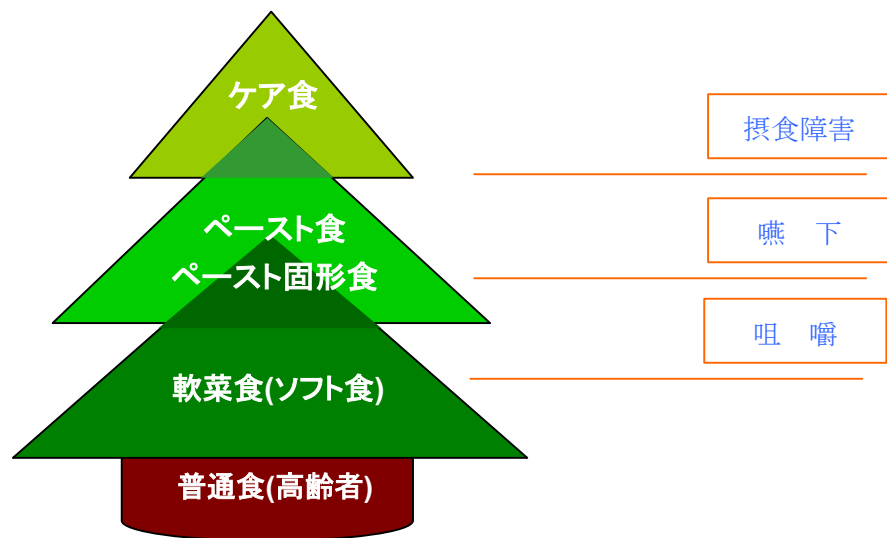 ケア食
摂食障害
ペースト食
嚥　下
ペースト固形食
咀　嚼
軟菜食(ソフト食)
普通食(高齢者)